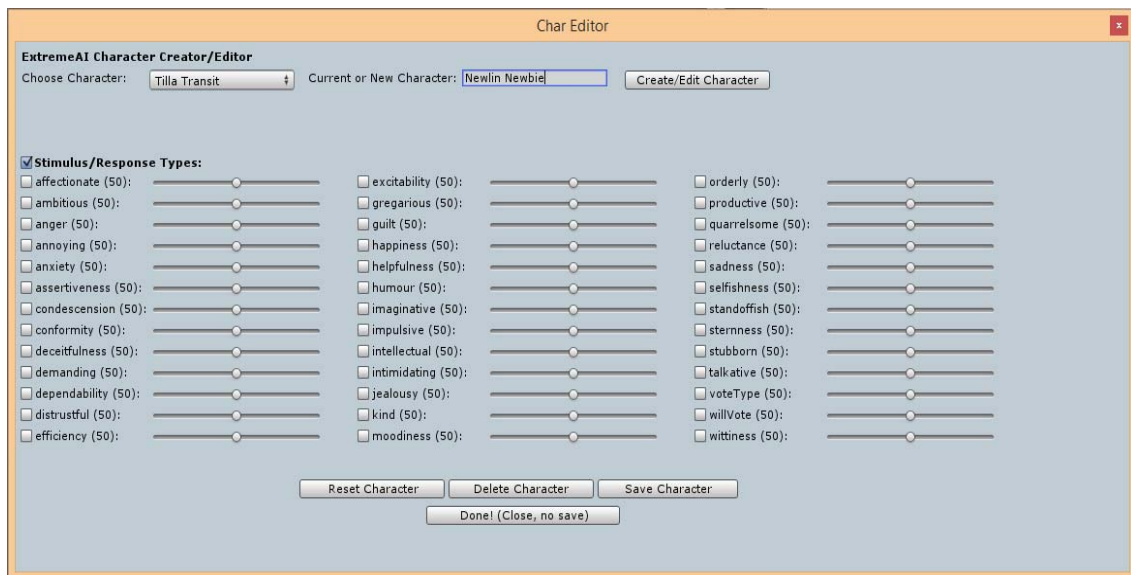 Char Editor
x
ExtremeAI Character Creator/Editor
Choose Character: Tilla Transit Current or New Character: Newlin Newbie Create/Edit Character
Stimulus/Response Types:
affectionate (50): excitability (50): orderly (50):
ambitious (50): gregarious (50): productive (50):
anger (50): guilt (50): quarrelsome (50):
annoying (50): happiness (50): reluctance (50):
anxiety (50): helpfulness (50): sadness (50):
assertiveness (50): humour (50): selfishness (50):
condescension (50): imaginative (50): standoffish (50):
conformity (50): impulsive (50): sternness (50):
deceitfulness (50): intellectual (50): stubborn (50):
demanding (50): intimidating (50): talkative (50):
dependability (50): jealousy (50): voteType (50):
distrustful (50): kind (50): willVote (50):
efficiency (50): moodiness (50): wittiness (50):
Reset Character Delete Character Save Character
Done! (Close, no save)